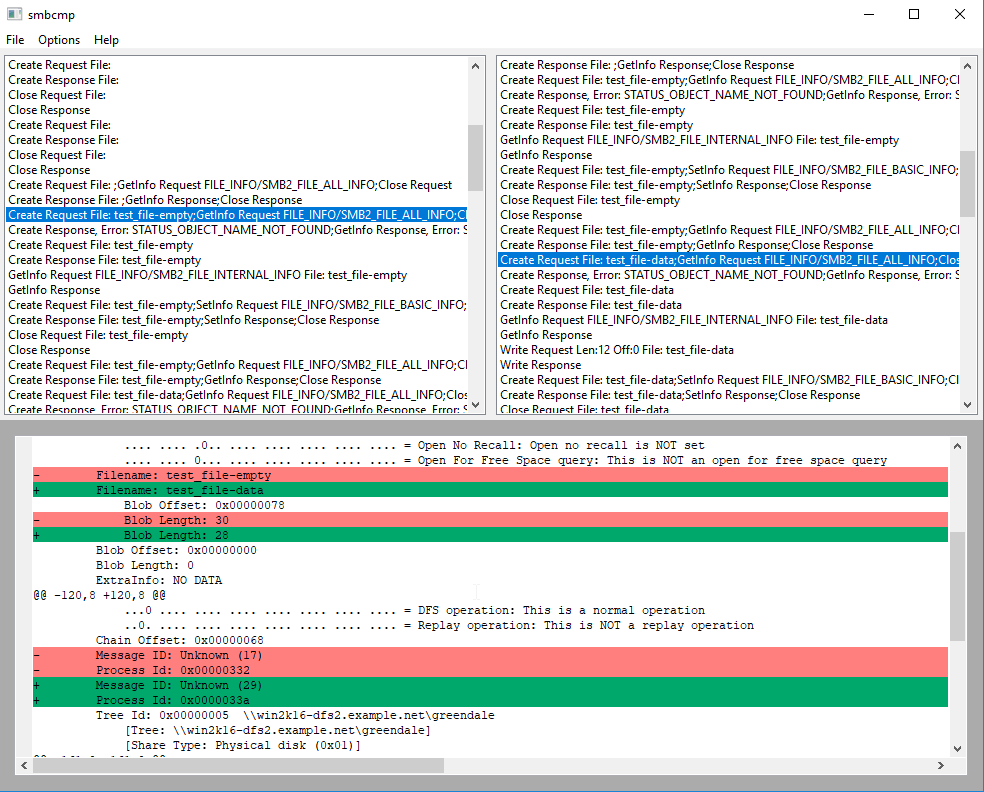 smbcmp
File Options Help
Create Request File:
Create Response File:
Close Request File:
Close Response
Create Request File:
Create Response File:
Close Request File:
Close Response
Create Request File: ;GetInfo Request FILE_INFO/SMB2_FILE_ALL_INFO;Close Request
Create Response File: ;GetInfo Response;Close Response
Create Request File: test_file-empty;GetInfo Request FILE_INFO/SMB2_FILE_ALL_INFO;Cl
Create Response, Error: STATUS_OBJECT_NAME_NOT_FOUND;GetInfo Response, Error: S
Create Request File: test_file-empty
Create Response File: test_file-empty
GetInfo Request FILE_INFO/SMB2_FILE_INTERNAL_INFO File: test_file-empty
GetInfo Response
Create Request File: test_file-empty;SetInfo Request FILE_INFO/SMB2_FILE_BASIC_INFO;
Create Response File: test_file-empty;SetInfo Response;Close Response
Close Request File: test_file-empty
Close Response
Create Request File: test_file-empty;GetInfo Request FILE_INFO/SMB2_FILE_ALL_INFO;Cl
Create Response File: test_file-empty;GetInfo Response;Close Response
Create Request File: test_file-data;GetInfo Request FILE_INFO/SMB2_FILE_ALL_INFO;Clos
Create Response, Error: STATUS_OBJECT_NAME_NOT_FOUND;GetInfo Response, Error: S
Create Response File: ;GetInfo Response;Close Response
Create Request File: test_file-empty;GetInfo Request FILE_INFO/SMB2_FILE_ALL_INFO;Cl
Create Response, Error: STATUS_OBJECT_NAME_NOT_FOUND;GetInfo Response, Error: S
Create Request File: test_file-empty
Create Response File: test_file-empty
GetInfo Request FILE_INFO/SMB2_FILE_INTERNAL_INFO File: test_file-empty
GetInfo Response
Create Request File: test_file-empty;SetInfo Request FILE_INFO/SMB2_FILE_BASIC_INFO;
Create Response File: test_file-empty;SetInfo Response;Close Response
Close Request File: test_file-empty
Close Response
Create Request File: test_file-empty;GetInfo Request FILE_INFO/SMB2_FILE_ALL_INFO;Cl
Create Response File: test_file-empty;GetInfo Response;Close Response
Create Request File: test_file-data;GetInfo Request FILE_INFO/SMB2_FILE_ALL_INFO;Clos
Create Response, Error: STATUS_OBJECT_NAME_NOT_FOUND;GetInfo Response, Error: S
Create Request File: test_file-data
Create Response File: test_file-data
GetInfo Request FILE_INFO/SMB2_FILE_INTERNAL_INFO File: test_file-data
GetInfo Response
Write Request Len:12 Off:0 File: test_file-data
Write Response
Create Request File: test_file-data;SetInfo Request FILE_INFO/SMB2_FILE_BASIC_INFO;Cl
Create Response File: test_file-data;SetInfo Response;Close Response
Close Request File: test_file-data
.... .... .0.. .... .... .... .... .... = Open No Recall: Open no recall is NOT set
.... .... 0... .... .... .... .... .... = Open For Free Space query: This is NOT an open for free space query
- Filename: test_file-empty
+ Filename: test_file-data
Blob Offset: 0x00000078
- Blob Length: 30
+ Blob Length: 28
Blob Offset: 0x00000000
Blob Length: 0
ExtraInfo: NO DATA
@@ -120,8 +120,8 @@
...0 .... .... .... .... .... .... .... = DFS operation: This is a normal operation
..0. .... .... .... .... .... .... .... = Replay operation: This is NOT a replay operation
Chain Offset: 0x00000068
- Message ID: Unknown (17)
- Process Id: 0x00000332
+ Message ID: Unknown (29)
+ Process Id: 0x0000033a
Tree Id: 0x00000005 \\win2k16-dfs2.example.net\greendale
[Tree: \\win2k16-dfs2.example.net\greendale]
[Share Type: Physical disk (0x01)]